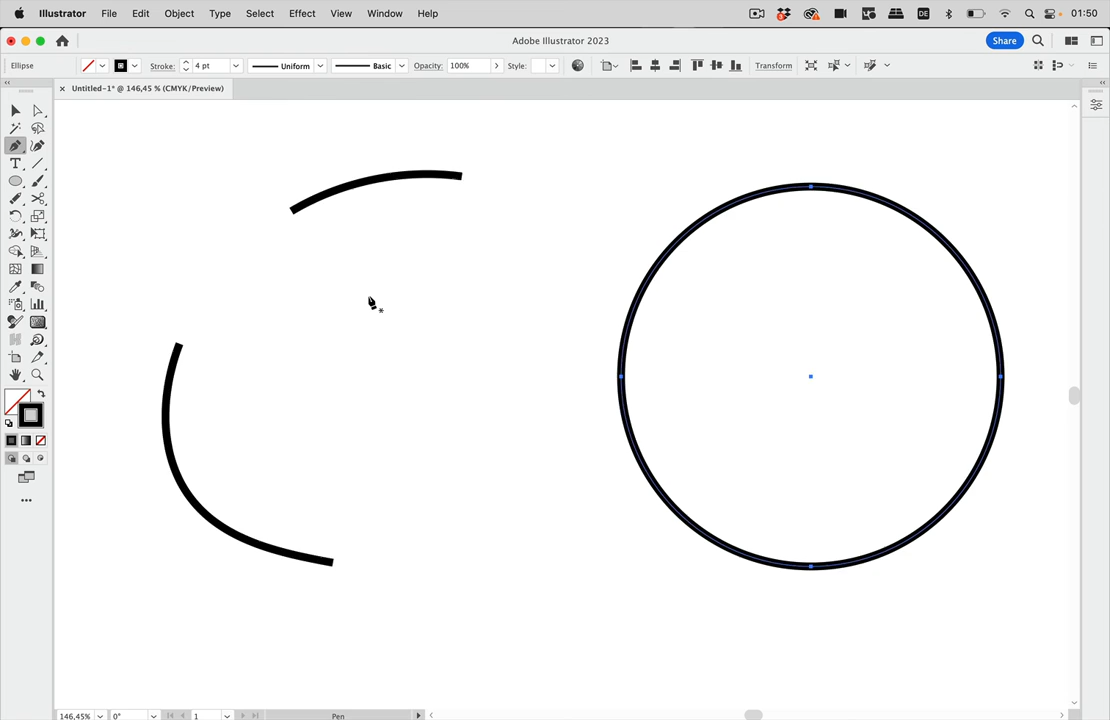 Illustrator File Edit Object Type Select Effect View Window Help DE 01:50
Adobe Illustrator 2023 Share
Ellipse Stroke: 4 pt Uniform Basic Opacity: 100% Style: Transform
Untitled-1* @ 146,45 % (CMYK/Preview)
146,45% 0° 1 Pen